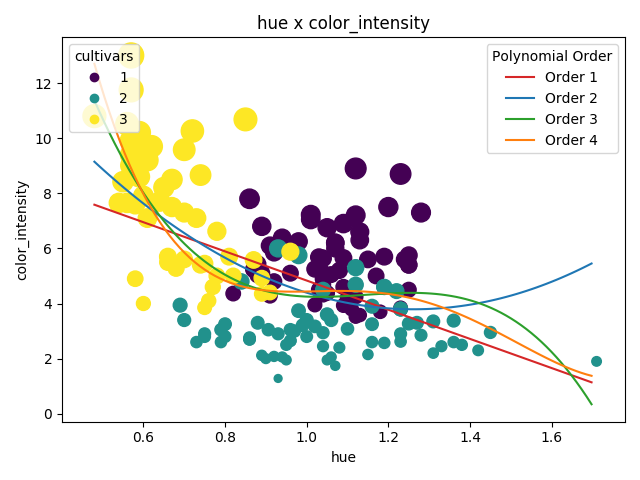 hue x color_intensity
cultivars
1
2
3
Polynomial Order
Order 1
Order 2
Order 3
Order 4
color_intensity
12
10
8
6
4
2
0
0.6 0.8 1.0 1.2 1.4 1.6
hue